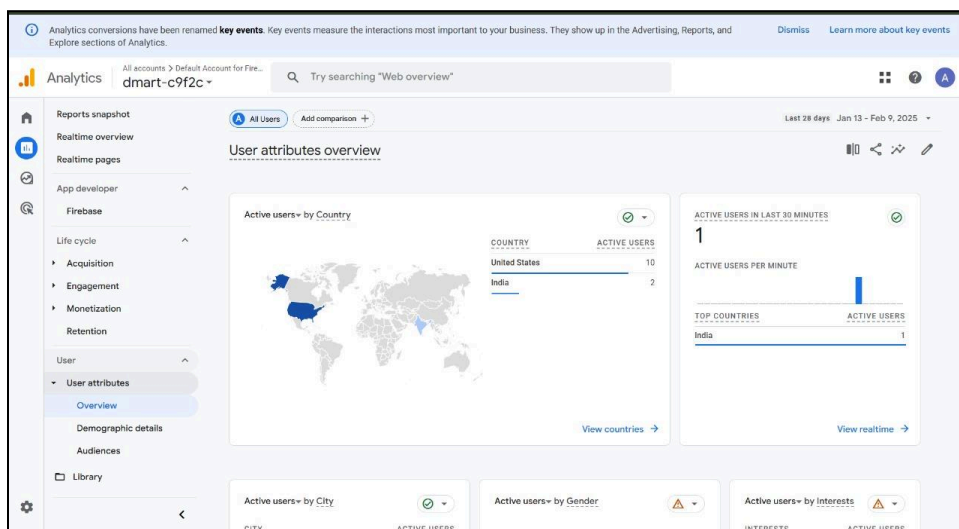 Analytics conversions have been renamed key events. Key events measure the interactions most important to your business. They show up in the Advertising, Reports, and
Explore sections of Analytics.
Dismiss
Learn more about key events
Analytics
All accounts > Default Account for Fire...
dmart-c9f2c
Try searching "Web overview"
A
Reports snapshot
Realtime overview
Realtime pages
App developer
Firebase
Life cycle
Acquisition
Engagement
Monetization
Retention
User
User attributes
Overview
Demographic details
Audiences
Library
A All Users
Add comparison +
Last 28 days Jan 13 - Feb 9, 2025
User attributes overview
Active users by Country
COUNTRY ACTIVE USERS
United States 10
India 2
View countries →
ACTIVE USERS IN LAST 30 MINUTES
1
ACTIVE USERS PER MINUTE
TOP COUNTRIES ACTIVE USERS
India 1
View realtime →
Active users by City
CITY ACTIVE USERS
Active users by Gender
Active users by Interests
INTERESTS ACTIVE USERS